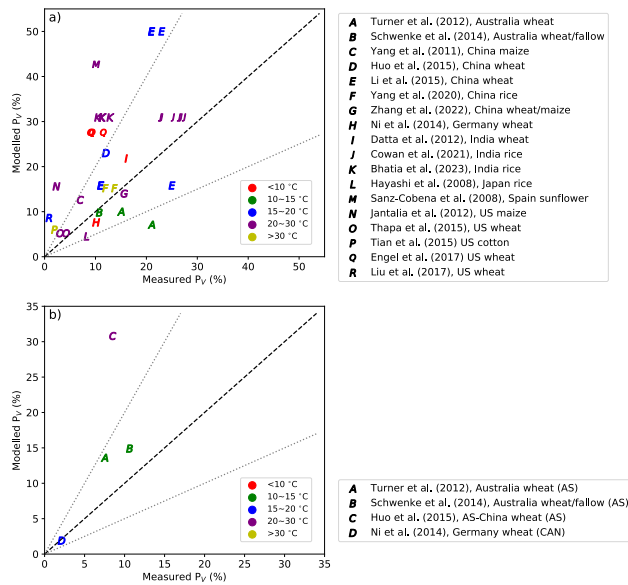 a)
50
40
30
20
10
0
0
10
20
30
40
50
Modelled PV (%)
Measured PV (%)
<10 °C
10~15 °C
15~20 °C
20~30 °C
>30 °C
A Turner et al. (2012), Australia wheat
B Schwenke et al. (2014), Australia wheat/fallow
C Yang et al. (2011), China maize
D Huo et al. (2015), China wheat
E Li et al. (2015), China wheat
F Yang et al. (2020), China rice
G Zhang et al. (2022), China wheat/maize
H Ni et al. (2014), Germany wheat
I Datta et al. (2012), India wheat
J Cowan et al. (2021), India rice
K Bhatia et al. (2023), India rice
L Hayashi et al. (2008), Japan rice
M Sanz-Cobena et al. (2008), Spain sunflower
N Jantalia et al. (2012), US maize
O Thapa et al. (2015), US wheat
P Tian et al. (2015) US cotton
Q Engel et al. (2017) US wheat
R Liu et al. (2017), US wheat
b)
35
30
25
20
15
10
5
0
0
5
10
15
20
25
30
35
Modelled PV (%)
Measured PV (%)
<10 °C
10~15 °C
15~20 °C
20~30 °C
>30 °C
C
B
A
D
A Turner et al. (2012), Australia wheat (AS)
B Schwenke et al. (2014), Australia wheat/fallow (AS)
C Huo et al. (2015), AS-China wheat (AS)
D Ni et al. (2014), Germany wheat (CAN)